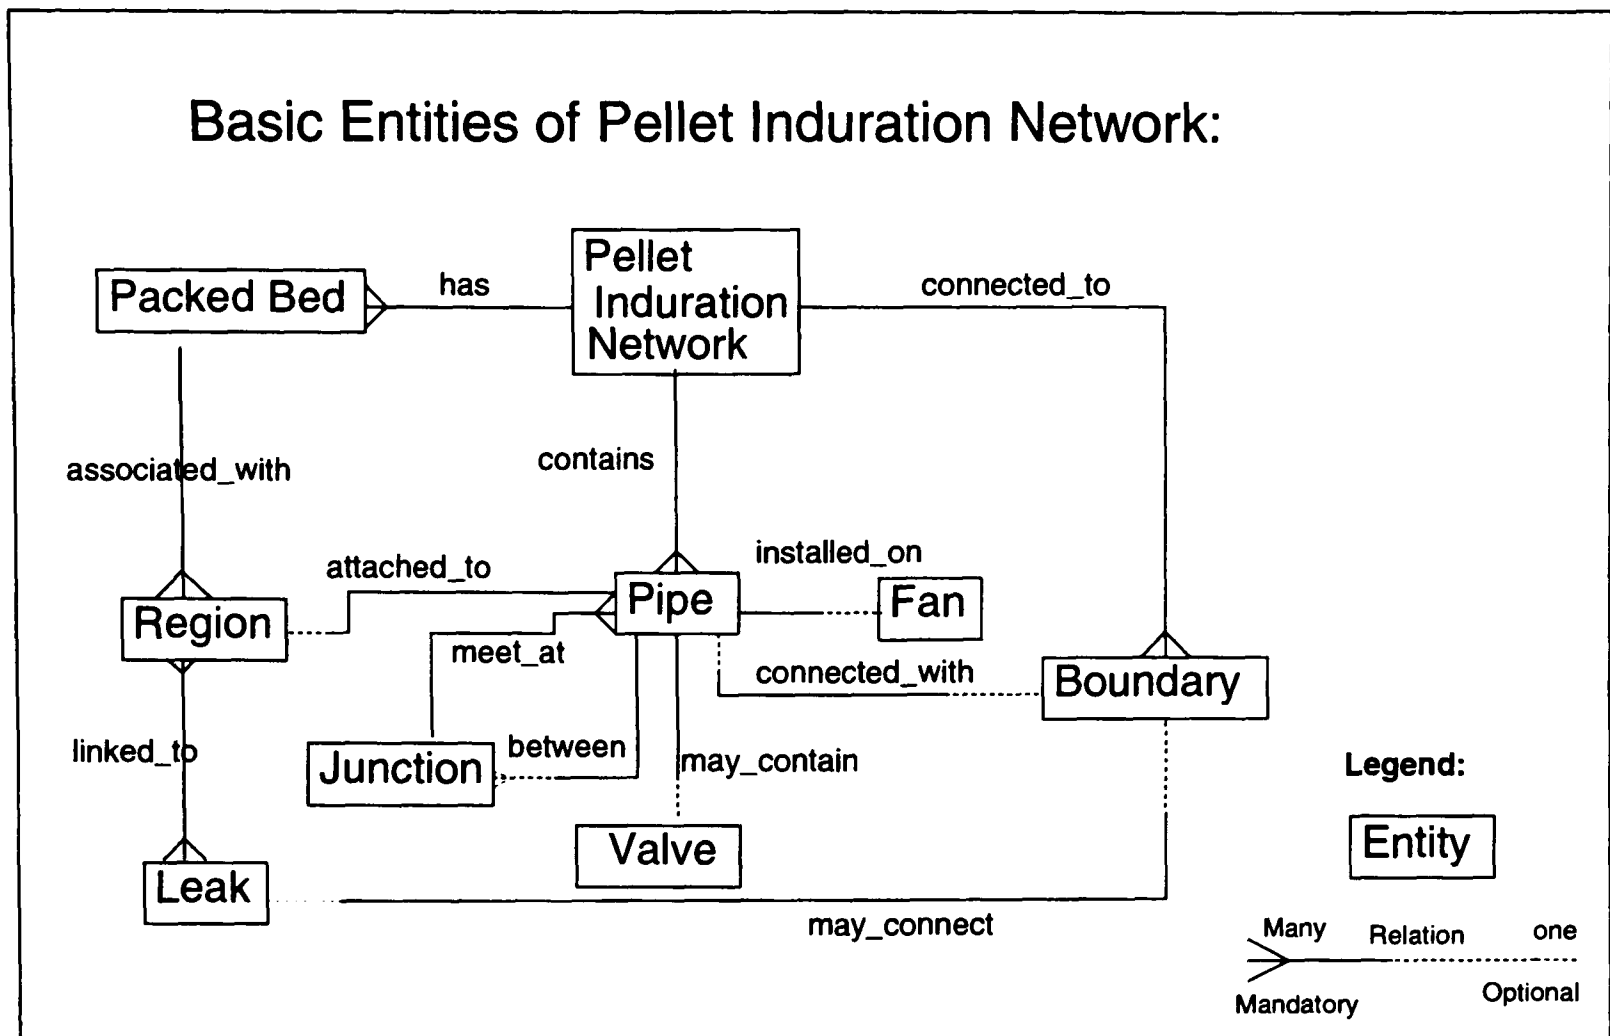 Basic Entities of Pellet Induration Network:
Pellet
Induration
Network
Packed Bed
has
connected_to
associated_with
contains
installed_on
attached_to
Pipe
Fan
Region
meet_at
connected_with
Boundary
linked_to
Junction
between
may_contain
Legend:
Valve
Entity
Leak
may_connect
Many
Relation
one
Mandatory
Optional